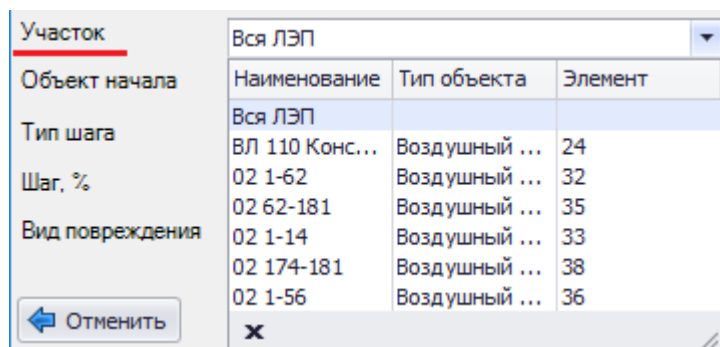 Участок Вся ЛЭП
Объект начала Наименование Тип объекта Элемент
Вся ЛЭП
Тип шага
ВЛ 110 Конс... Воздушный ... 24
Шаг, % 02 1-62 Воздушный ... 32
02 62-181 Воздушный ... 35
Вид повреждения 02 1-14 Воздушный ... 33
02 174-181 Воздушный ... 38
02 1-56 Воздушный ... 36
Отменить x